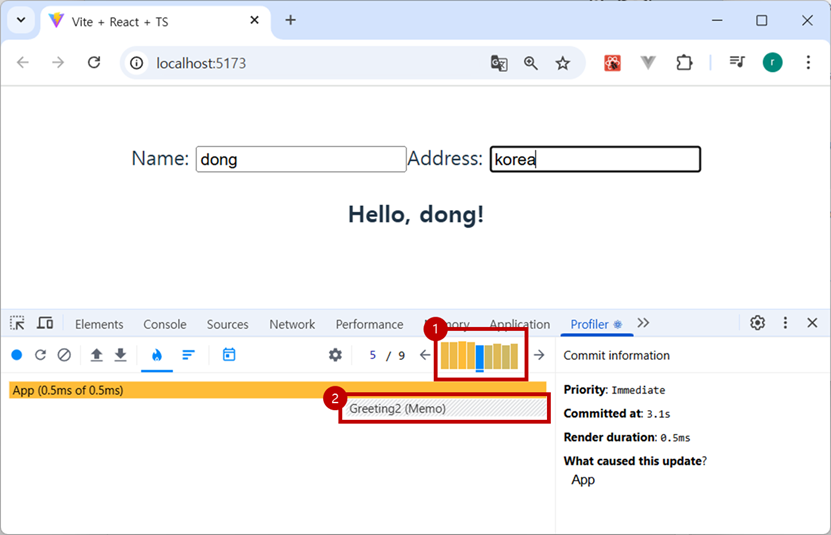 Vite + React + TS
localhost:5173
r
Name: dong Address: korea
Hello, dong!
Elements Console Sources Network Performance Memory Application Profiler
1
5 / 9
Commit information
App (0.5ms of 0.5ms)
2
Greeting2 (Memo)
Priority: Immediate
Committed at: 3.1s
Render duration: 0.5ms
What caused this update?
App